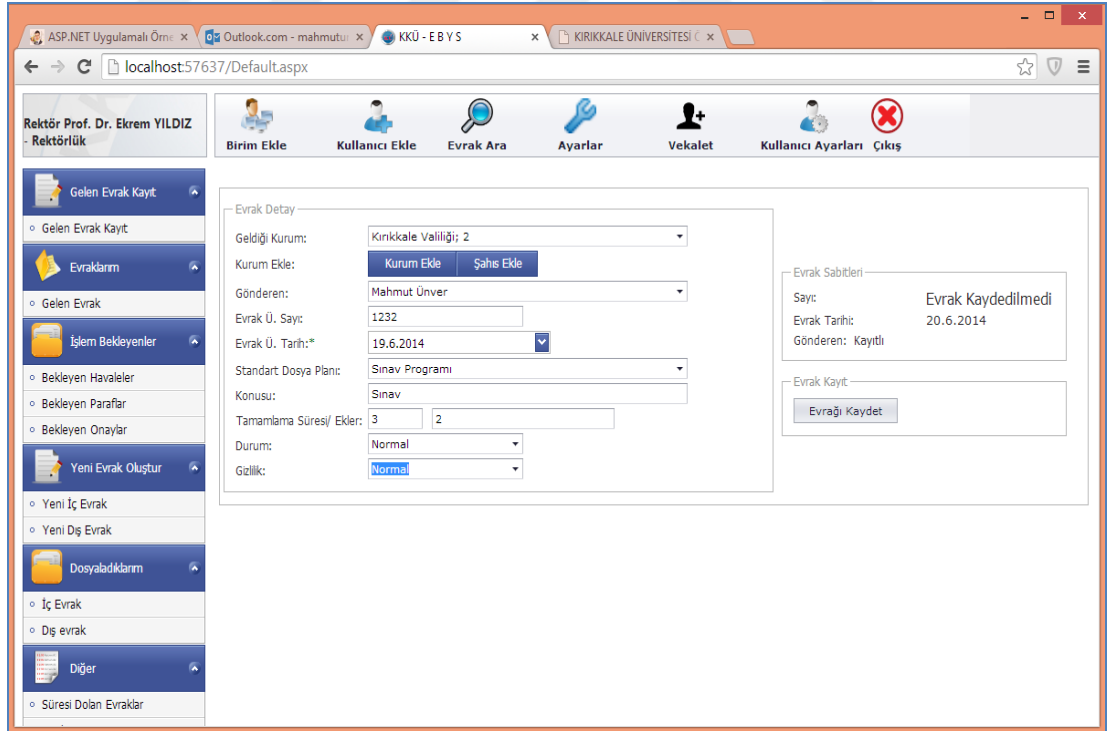 ASP.NET Uygulamalı Örne
Outlook.com - mahmutu
KKÜ - E B Y S
KIRIKKALE ÜNİVERSİTESİ
localhost:57637/Default.aspx
Rektör Prof. Dr. Ekrem YILDIZ
- Rektörlük
Birim Ekle
Kullanıcı Ekle
Evrak Ara
Ayarlar
Vekalet
Kullanıcı Ayarları
Çıkış
Gelen Evrak Kayıt
Gelen Evrak Kayıt
Evraklarım
Gelen Evrak
İşlem Bekleyenler
Bekleyen Havaleler
Bekleyen Paraflar
Bekleyen Onaylar
Yeni Evrak Oluştur
Yeni İç Evrak
Yeni Dış Evrak
Dosyaladıklarım
İç Evrak
Dış evrak
Diğer
Süresi Dolan Evraklar
Evrak Detay
Geldiği Kurum: Kırıkkale Valiliği; 2
Kurum Ekle: Kurum Ekle Şahıs Ekle
Gönderen: Mahmut Ünver
Evrak Ü. Sayı: 1232
Evrak Ü. Tarih:* 19.6.2014
Standart Dosya Planı: Sınav Programı
Konusu: Sınav
Tamamlama Süresi/ Ekler: 3 2
Durum: Normal
Gizlilik: Normal
Evrak Sabitleri
Sayı: Evrak Kaydedilmedi
Evrak Tarihi: 20.6.2014
Gönderen: Kayıtlı
Evrak Kayıt
Evrağı Kaydet